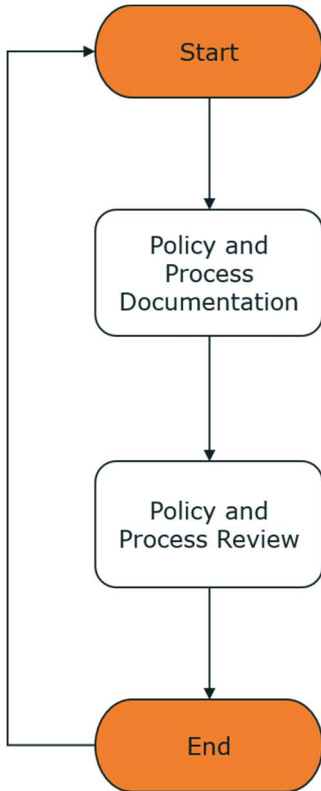 Start
Policy and
Process
Documentation
Policy and
Process Review
End